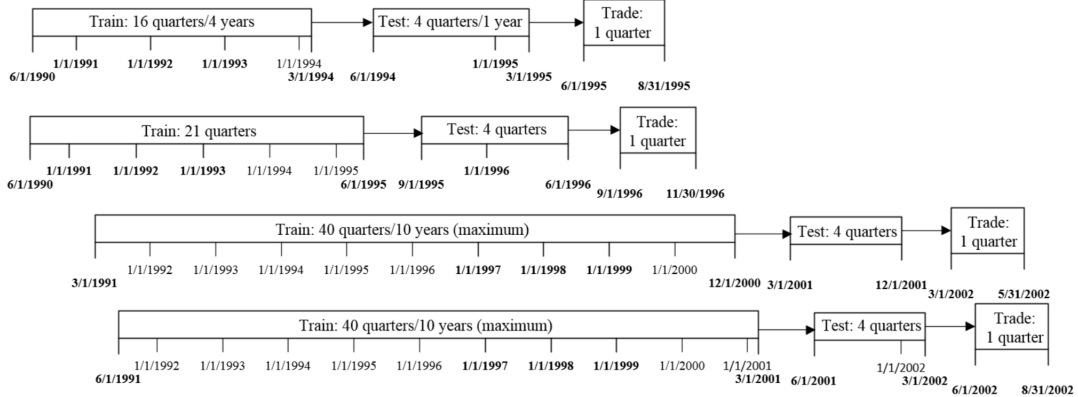 Train: 16 quarters/4 years
Test: 4 quarters/1 year
Trade:
1 quarter
1/1/1991 1/1/1992 1/1/1993 1/1/1994 1/1/1995
6/1/1990 3/1/1994 6/1/1994 3/1/1995 6/1/1995 8/31/1995
Train: 21 quarters
Test: 4 quarters
Trade:
1 quarter
1/1/1991 1/1/1992 1/1/1993 1/1/1994 1/1/1995 1/1/1996
6/1/1990 6/1/1995 9/1/1995 6/1/1996 9/1/1996 11/30/1996
Train: 40 quarters/10 years (maximum)
Test: 4 quarters
Trade:
1 quarter
1/1/1992 1/1/1993 1/1/1994 1/1/1995 1/1/1996 1/1/1997 1/1/1998 1/1/1999 1/1/2000
3/1/1991 12/1/2000 3/1/2001 12/1/2001 3/1/2002 5/31/2002
Train: 40 quarters/10 years (maximum)
Test: 4 quarters
Trade:
1 quarter
1/1/1992 1/1/1993 1/1/1994 1/1/1995 1/1/1996 1/1/1997 1/1/1998 1/1/1999 1/1/2000 1/1/2001 1/1/2002
6/1/1991 3/1/2001 6/1/2001 3/1/2002 6/1/2002 8/31/2002